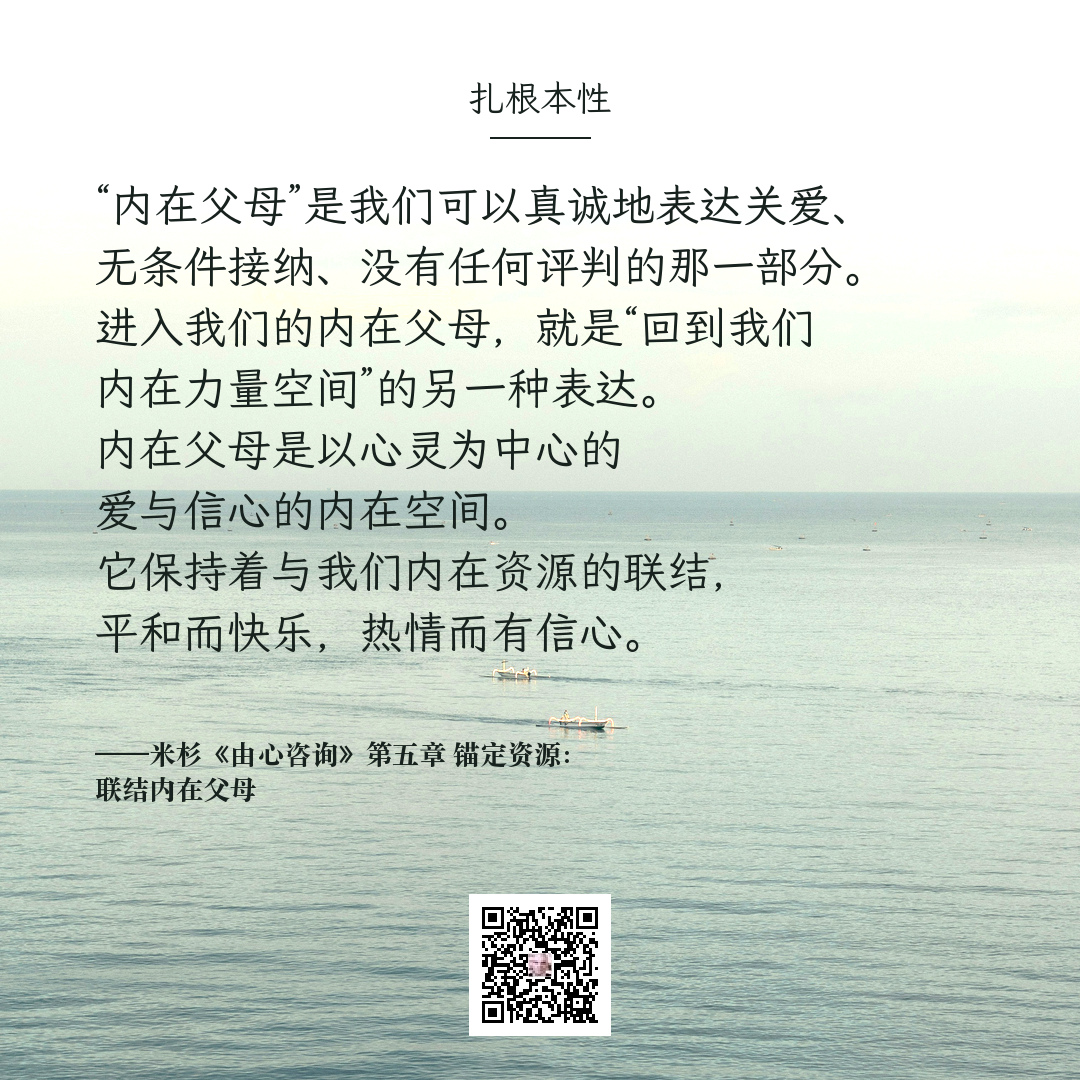 扎根本性
“内在父母”是我们可以真诚地表达关爱、
无条件接纳、没有任何评判的那一部分。
进入我们的内在父母，就是“回到我们
内在力量空间”的另一种表达。
内在父母是以心灵为中心的
爱与信心的内在空间。
它保持着与我们内在资源的联结，
平和而快乐，热情而有信心。
——米杉《由心咨询》第五章 锚定资源：
联结内在父母